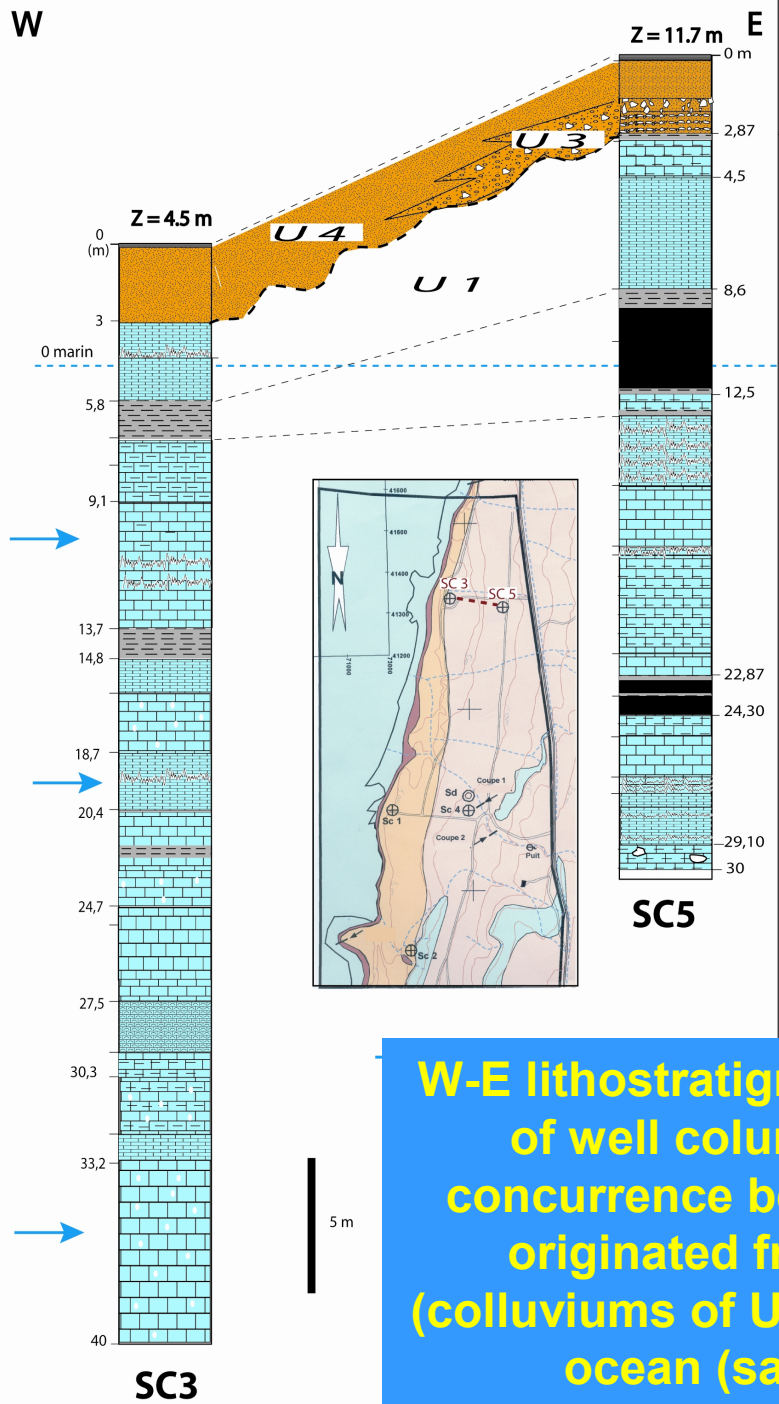 W
E
Z = 11.7 m
0 m
2,87
4,5
8,6
12,5
22,87
24,30
29,10
30
SC5
U 3
U 4
U 1
Z = 4.5 m
0
(m)
3
0 marin
5,8
9,1
13,7
14,8
18,7
20,4
24,7
27,5
30,3
33,2
40
SC3
5 m
41600
41500
41400
41300
41200
N
SC 3
SC 5
Coupe 1
Sd
Sc 4
Sc 1
Coupe 2
Puit
Sc 2
W-E lithostratigr
of well colu
concurrence b
originated fr
(colluviums of U
ocean (sa